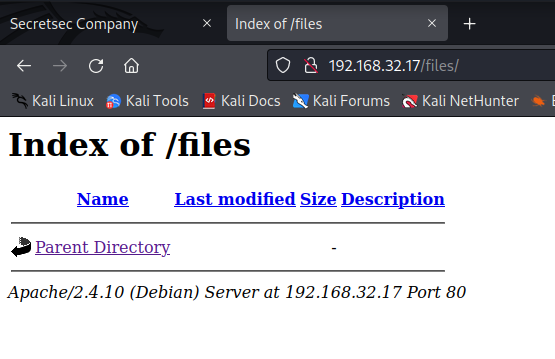 Secretsec Company
Index of /files
192.168.32.17/files/
Kali Linux Kali Tools Kali Docs Kali Forums Kali NetHunter
Index of /files
Name Last modified Size Description
Parent Directory -
Apache/2.4.10 (Debian) Server at 192.168.32.17 Port 80